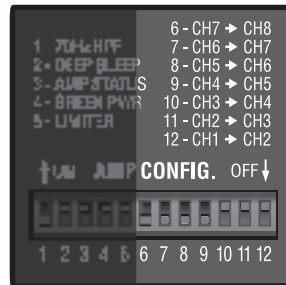 6 - CH7 → CH8
1 70Hz HPF 7 - CH6 → CH7
2 - DEEP SLEEP 8 - CH5 → CH6
3 - AMP STATUS 9 - CH4 → CH5
4 - GREEN PWR 10 - CH3 → CH4
5 - LIMITER 11 - CH2 → CH3
12 - CH1 → CH2
AMP CONFIG. OFF ↓
1 2 3 4 5 6 7 8 9 10 11 12